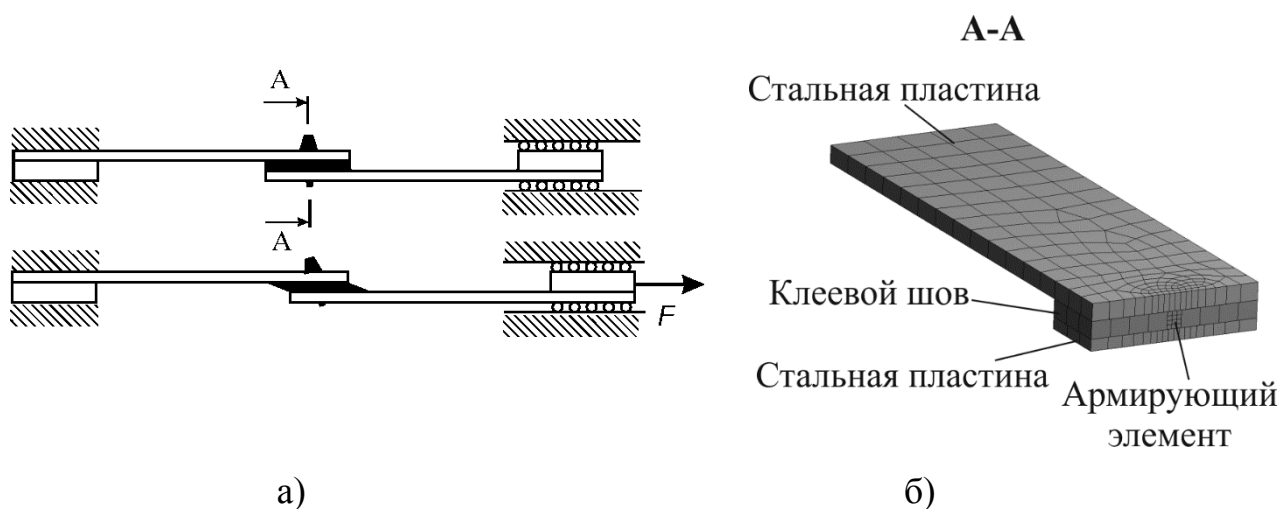 A
A
F
а)
А-А
Стальная пластина
Клеевой шов
Стальная пластина
Армирующий
элемент
б)